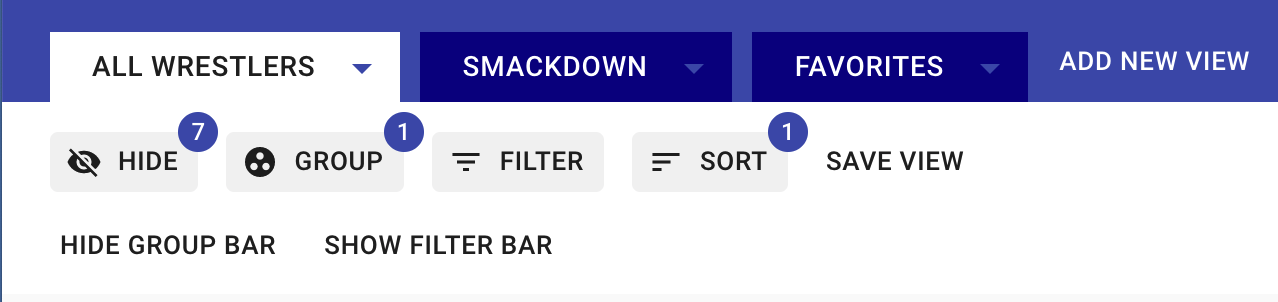 ALL WRESTLERS SMACKDOWN FAVORITES ADD NEW VIEW
HIDE 7 GROUP 1 FILTER SORT 1 SAVE VIEW
HIDE GROUP BAR SHOW FILTER BAR